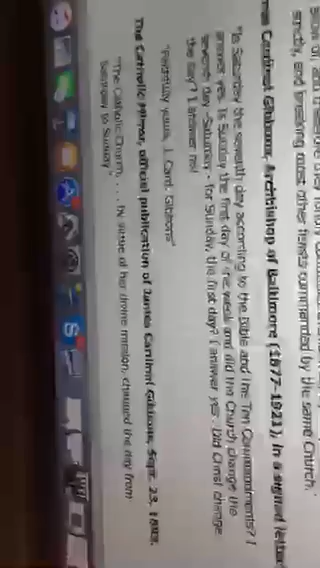 strictly, and breaking most other feasts commanded by the same Church."
Cardinal Gibbons, Archbishop of Baltimore (1877-1921), in a signed letter
"Is Saturday the seventh day according to the Bible and the Ten Commandments? I
answer yes. Is Sunday the first day of the week and did the Church change the
seventh day -Saturday - for Sunday, the first day? I answer yes. Did Christ change
the day? I answer no!
"Faithfully yours, J. Card. Gibbons"
The Catholic Mirror, official publication of James Cardinal Gibbons, Sept. 23, 1893.
"The Catholic Church, . . . by virtue of her divine mission, changed the day from
Saturday to Sunday"